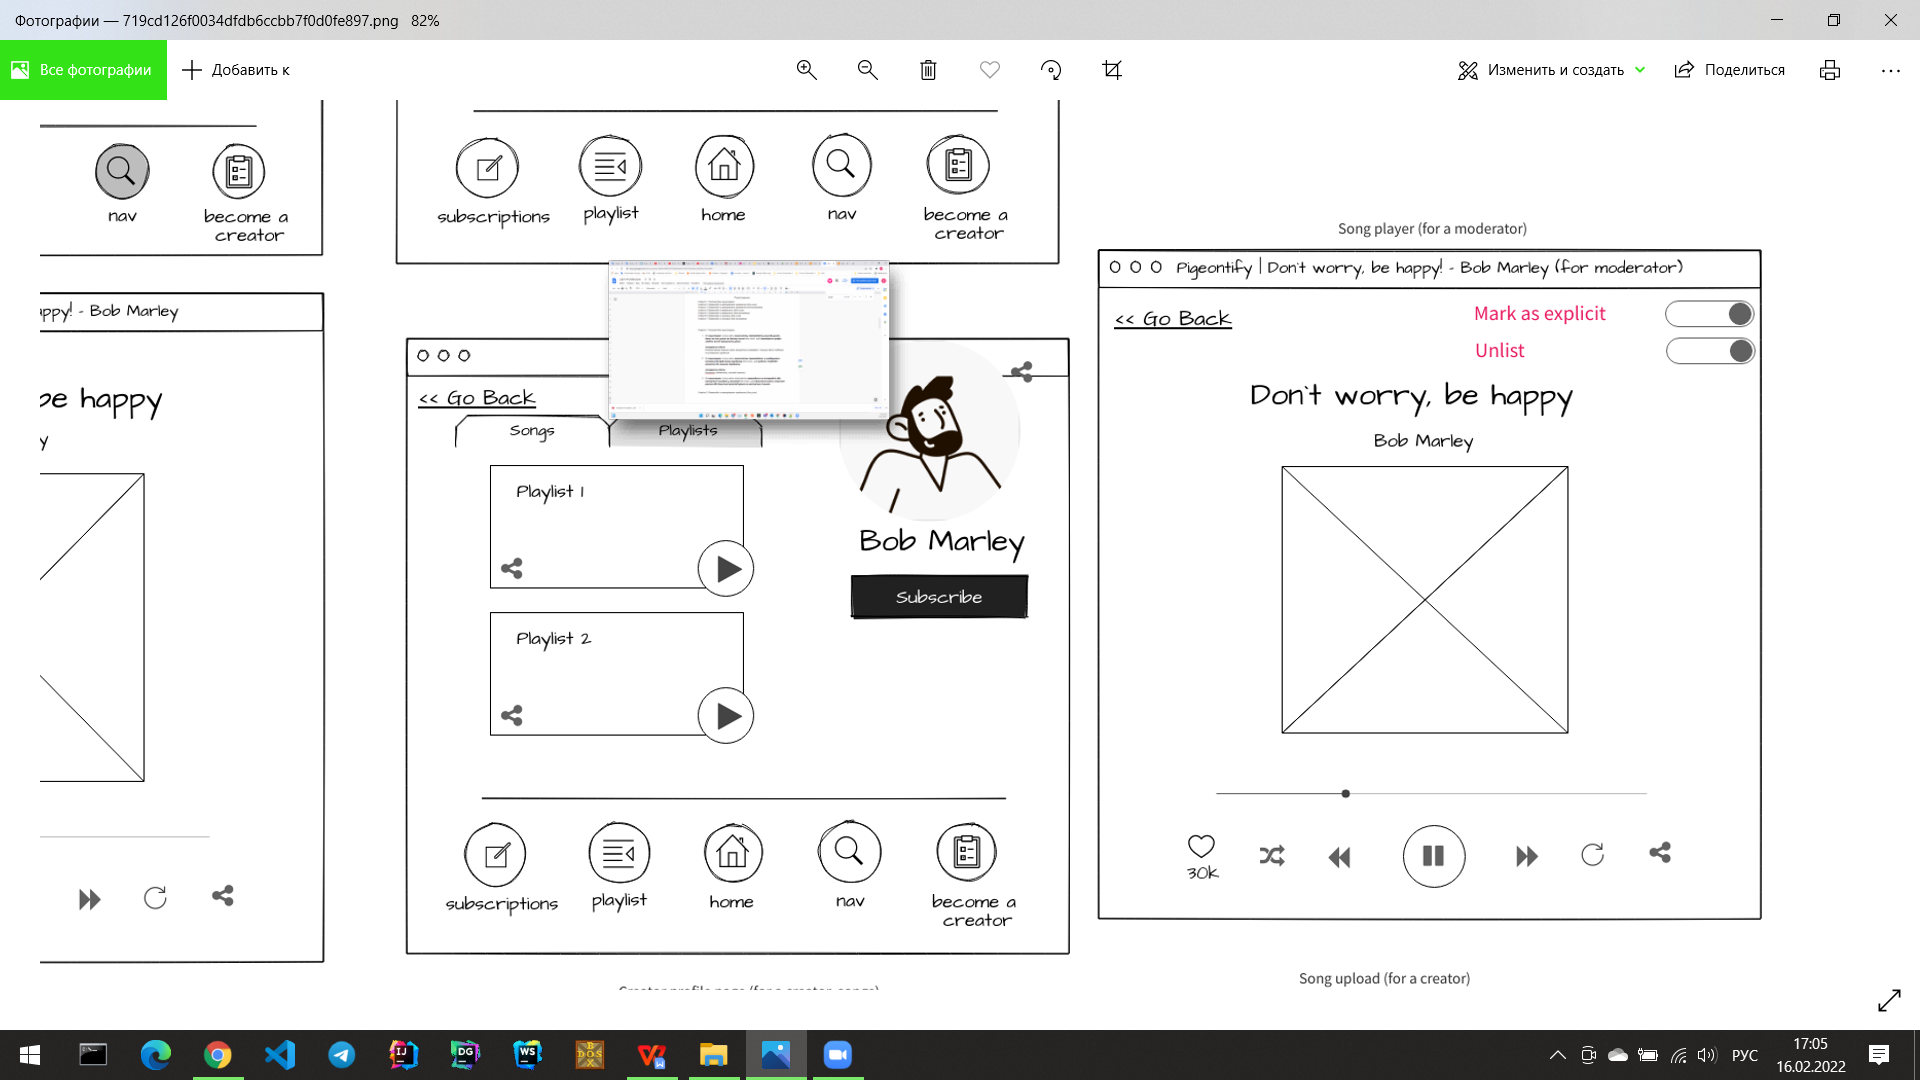 Фотографии — 719cd126f0034dfdb6ccbb7f0d0fe897.png 82%
Все фотографии
Добавить к
Изменить и создать
Поделиться
nav
become a
creator
subscriptions
playlist
home
nav
become a
creator
- Bob Marley
be happy
<< Go Back
Songs
Playlists
Playlist 1
Playlist 2
Bob Marley
Subscribe
subscriptions
playlist
home
nav
become a
creator
Song player (for a moderator)
Pigeontify | Don't worry, be happy! - Bob Marley (for moderator)
<< Go Back
Mark as explicit
Unlist
Don't worry, be happy
Bob Marley
30k
Song upload (for a creator)
РУС
17:05
16.02.2022